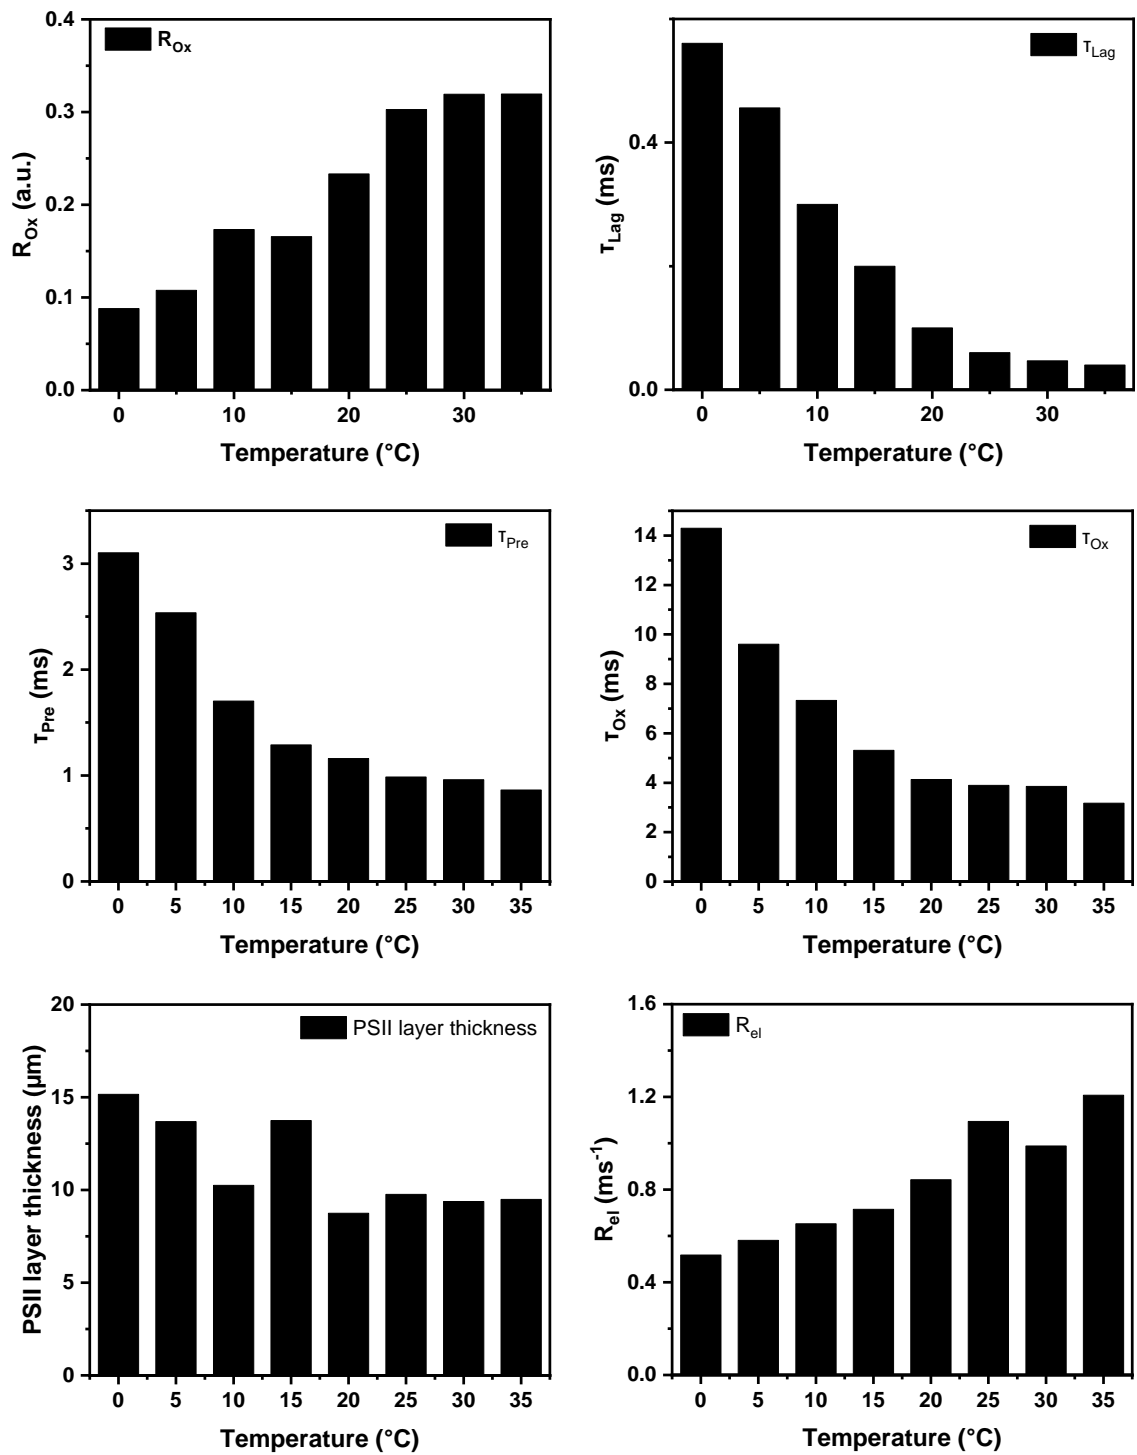 R_Ox
R_Ox (a.u.)
0.4
0.3
0.2
0.1
0.0
0 10 20 30
Temperature (°C)
τ_Lag
τ_Lag (ms)
0.4
0.0
0 10 20 30
Temperature (°C)
τ_Pre
τ_Pre (ms)
3
2
1
0
0 5 10 15 20 25 30 35
Temperature (°C)
τ_Ox
τ_Ox (ms)
14
12
10
8
6
4
2
0
0 5 10 15 20 25 30 35
Temperature (°C)
PSII layer thickness
PSII layer thickness (μm)
20
15
10
5
0
0 5 10 15 20 25 30 35
Temperature (°C)
R_el
R_el (ms⁻¹)
1.6
1.2
0.8
0.4
0.0
0 5 10 15 20 25 30 35
Temperature (°C)